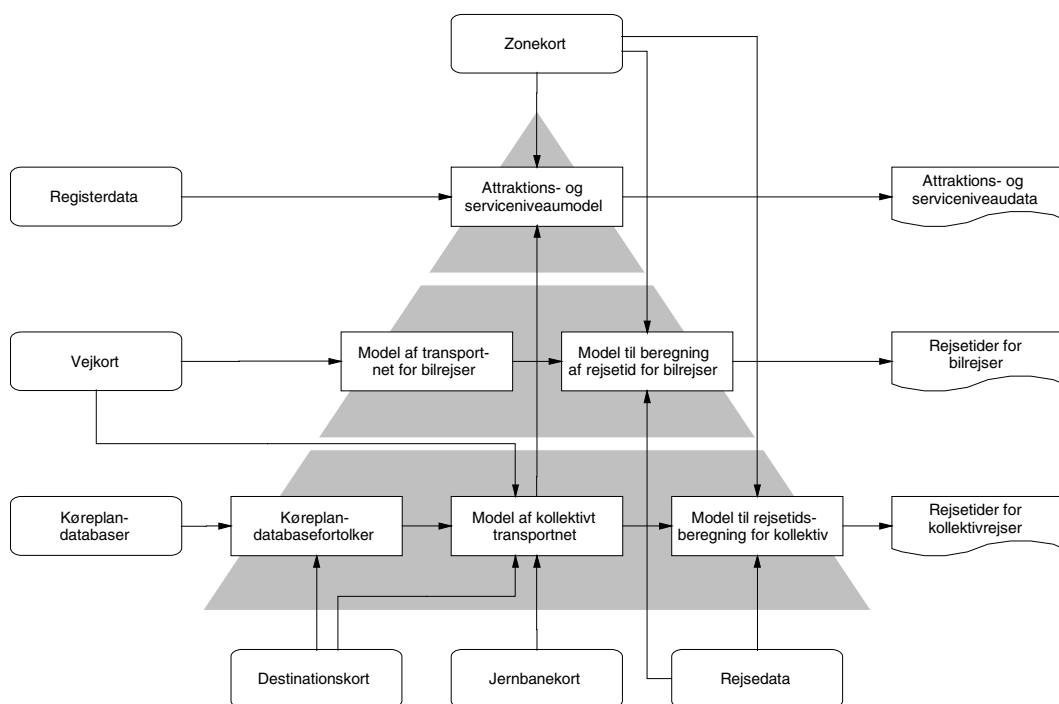 Zonekort
Registerdata
Attraktions- og
serviceniveaumodel
Attraktions- og
serviceniveaudata
Vejkort
Model af transport-
net for bilrejser
Model til beregning
af rejsetid for bilrejser
Rejsetider for
bilrejser
Køreplan-
databaser
Køreplan-
databasefortolker
Model af kollektivt
transportnet
Model til rejsetids-
beregning for kollektiv
Rejsetider for
kollektivrejser
Destinationskort
Jernbanekort
Rejsedata